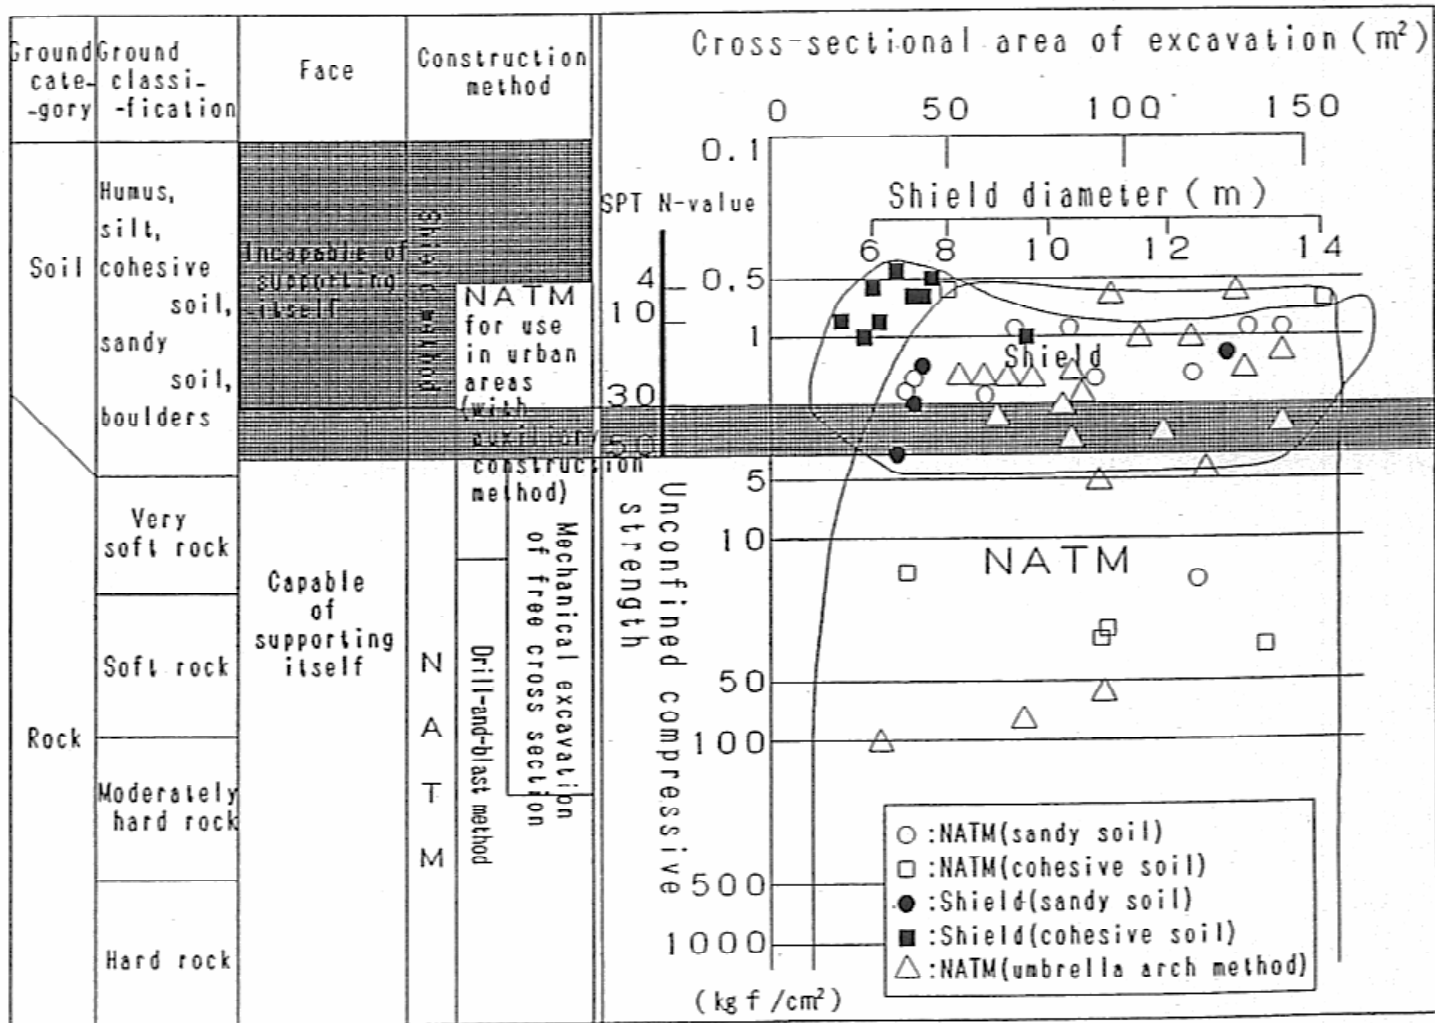 Ground
cate-
-gory
Ground
classi-
-fication
Face
Construction
method
Soil
Humus,
silt,
cohesive
soil,
sandy
soil,
boulders
Incapable of
supporting
itself
Shield method
NATM
for use
in urban
areas
(with
auxiliary
construction
method)
Rock
Very
soft rock
Soft rock
Moderately
hard rock
Hard rock
Capable
of
supporting
itself
NATM
Drill-and-blast method
Mechanical excavation
of free cross section
SPT N-value
4
10
30
50
Unconfined compressive
strength
Cross-sectional area of excavation (m²)
0 50 100 150
Shield diameter (m)
6 8 10 12 14
0.1
0.5
1
5
10
50
100
500
1000
(kgf/cm²)
Shield
NATM
:NATM(sandy soil)
:NATM(cohesive soil)
:Shield(sandy soil)
:Shield(cohesive soil)
:NATM(umbrella arch method)